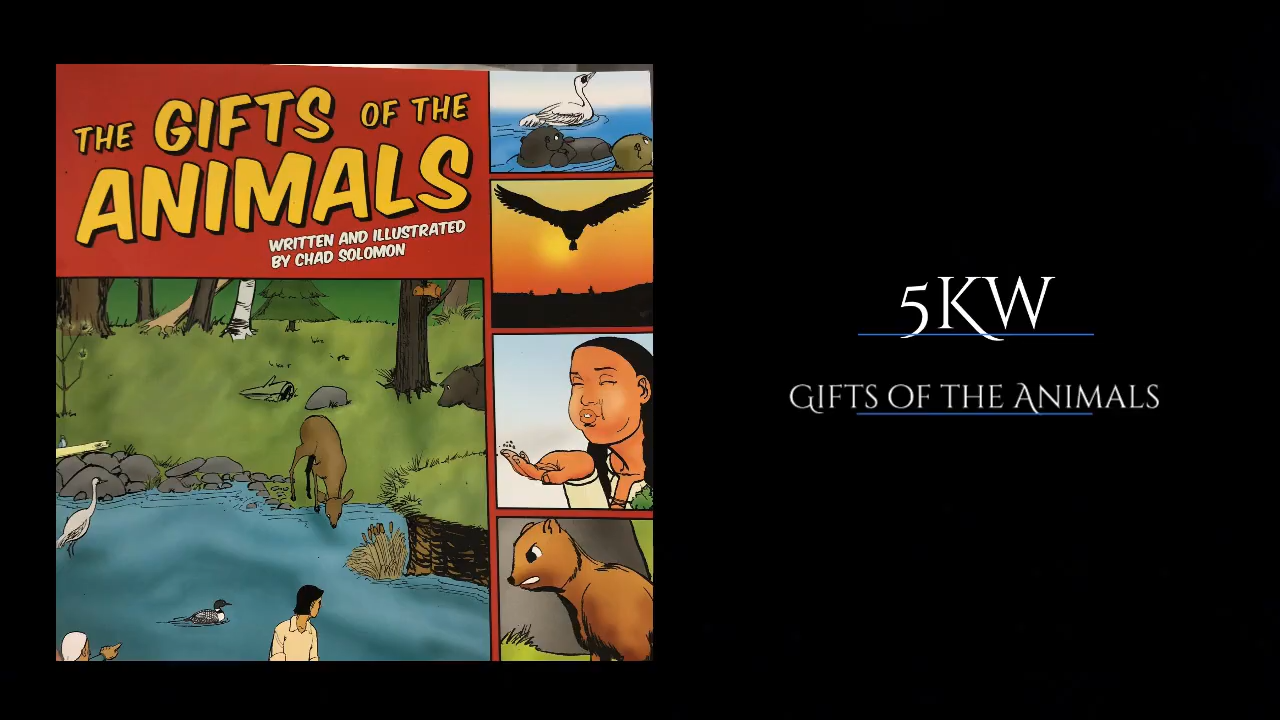 THE GIFTS OF THE
ANIMALS
WRITTEN AND ILLUSTRATED
BY CHAD SOLOMON
5KW
GIFTS OF THE ANIMALS